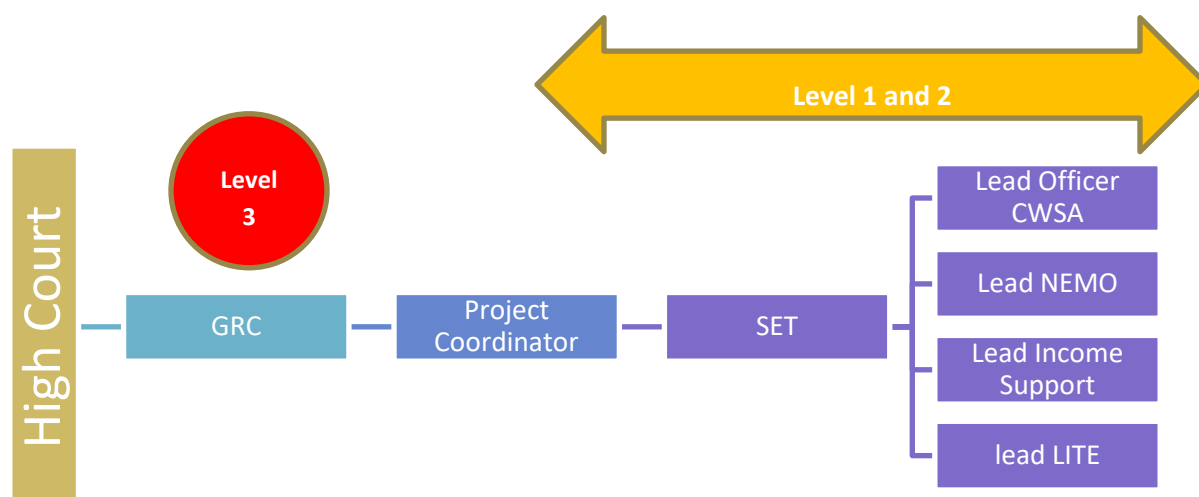 Level 1 and 2
Level
3
High Court
GRC
Project
Coordinator
SET
Lead Officer
CWSA
Lead NEMO
Lead Income
Support
lead LITE